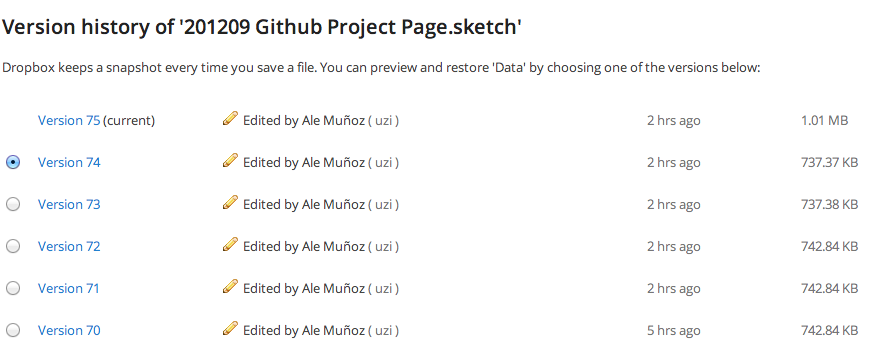 Version history of '201209 Github Project Page.sketch'
Dropbox keeps a snapshot every time you save a file. You can preview and restore 'Data' by choosing one of the versions below:
Version 75 (current) Edited by Ale Muñoz ( uzi ) 2 hrs ago 1.01 MB
Version 74 Edited by Ale Muñoz ( uzi ) 2 hrs ago 737.37 KB
Version 73 Edited by Ale Muñoz ( uzi ) 2 hrs ago 737.38 KB
Version 72 Edited by Ale Muñoz ( uzi ) 2 hrs ago 742.84 KB
Version 71 Edited by Ale Muñoz ( uzi ) 2 hrs ago 742.84 KB
Version 70 Edited by Ale Muñoz ( uzi ) 5 hrs ago 742.84 KB